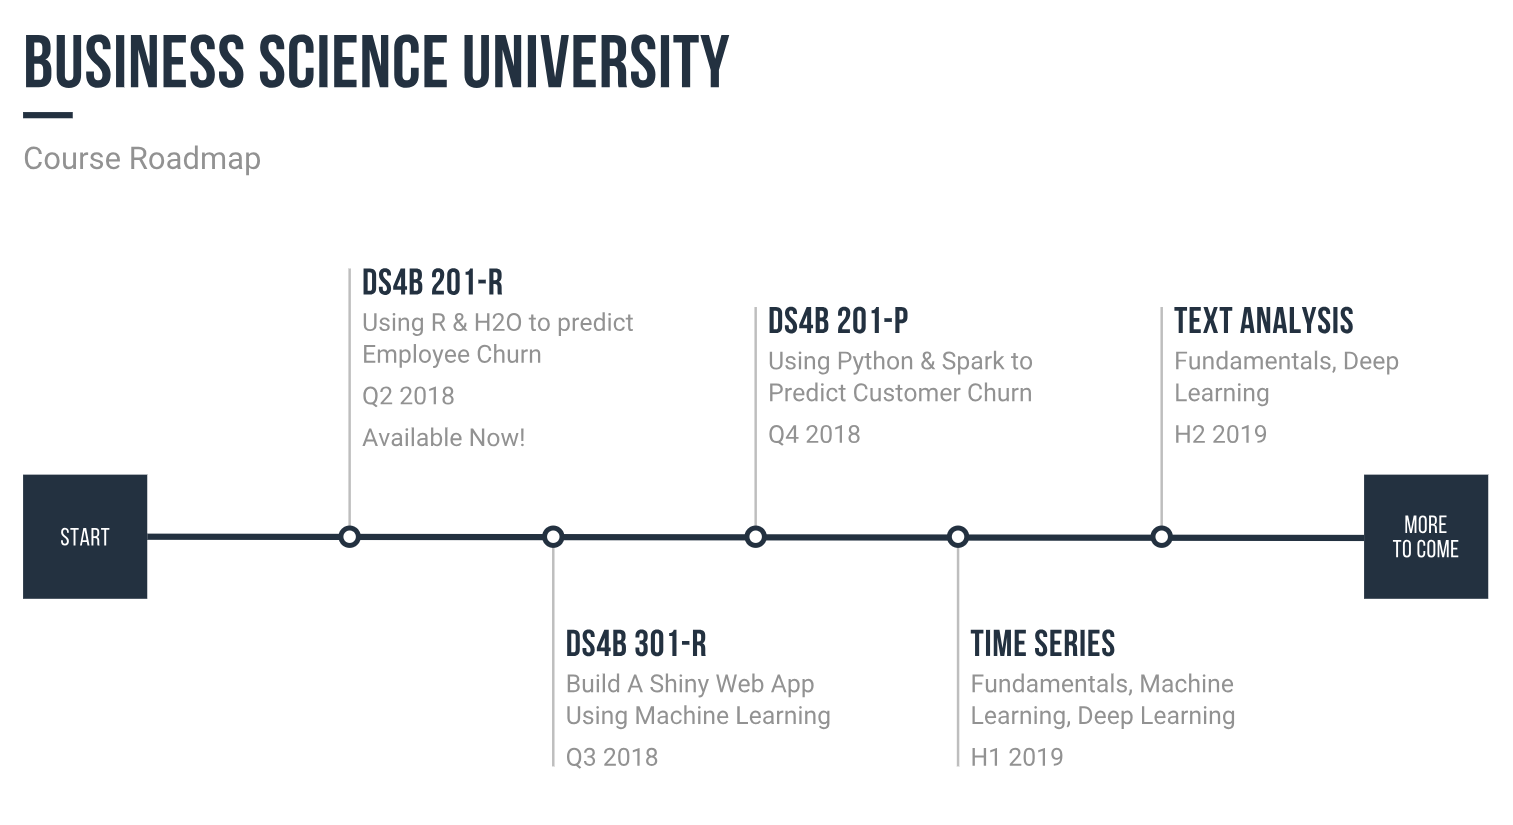 BUSINESS SCIENCE UNIVERSITY
Course Roadmap
START
DS4B 201-R
Using R & H2O to predict
Employee Churn
Q2 2018
Available Now!
DS4B 301-R
Build A Shiny Web App
Using Machine Learning
Q3 2018
DS4B 201-P
Using Python & Spark to
Predict Customer Churn
Q4 2018
TIME SERIES
Fundamentals, Machine
Learning, Deep Learning
H1 2019
TEXT ANALYSIS
Fundamentals, Deep
Learning
H2 2019
MORE
TO COME